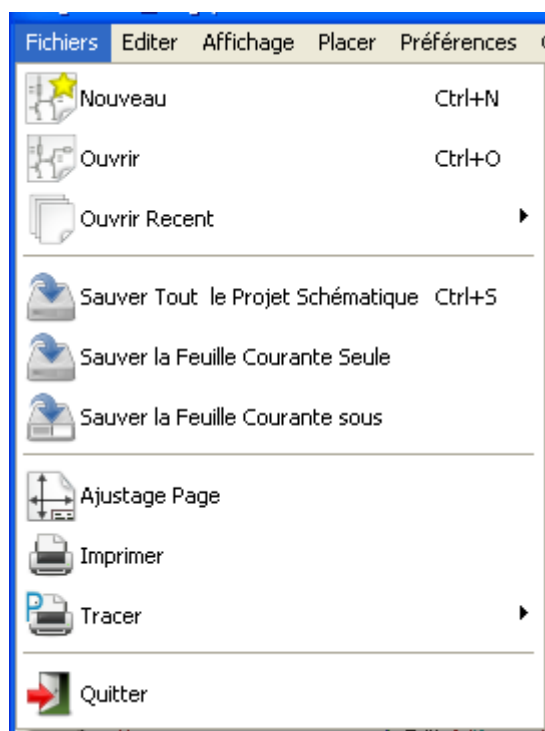 Fichiers Editer Affichage Placer Préférences
Nouveau Ctrl+N
Ouvrir Ctrl+O
Ouvrir Recent
Sauver Tout le Projet Schématique Ctrl+S
Sauver la Feuille Courante Seule
Sauver la Feuille Courante sous
Ajustage Page
Imprimer
Tracer
Quitter